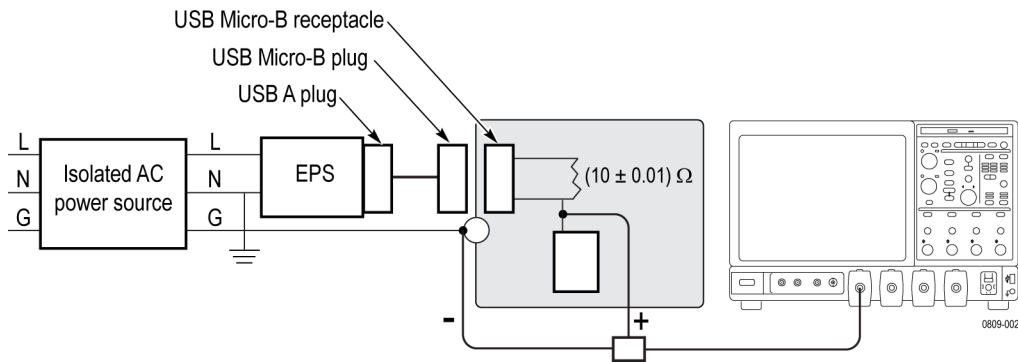 USB Micro-B receptacle
USB Micro-B plug
USB A plug
L
N
G
Isolated AC
power source
L
N
G
EPS
(10 ± 0.01) Ω
-
+
0809-002